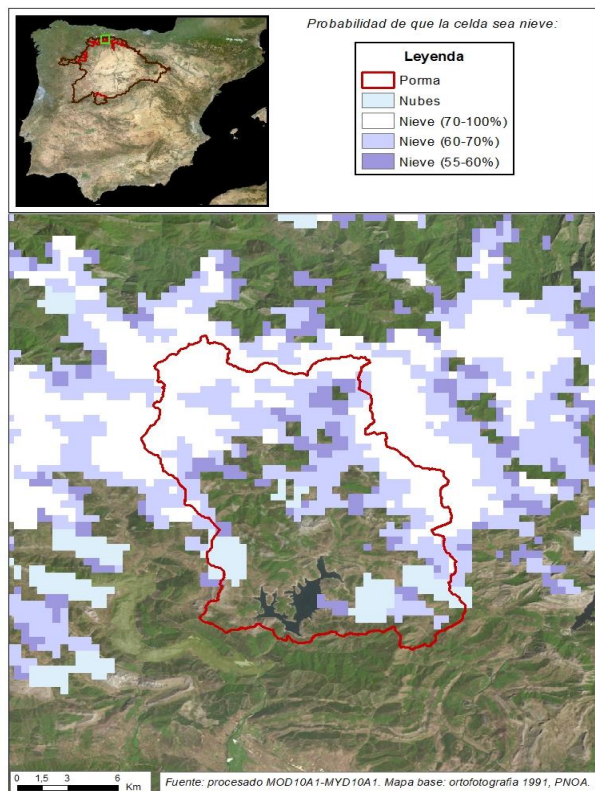 Probabilidad de que la celda sea nieve:
Leyenda
Porma
Nubes
Nieve (70-100%)
Nieve (60-70%)
Nieve (55-60%)
0 1,5 3 6
Km
Fuente: procesado MOD10A1-MYD10A1. Mapa base: ortofotografía 1991, PNOA.